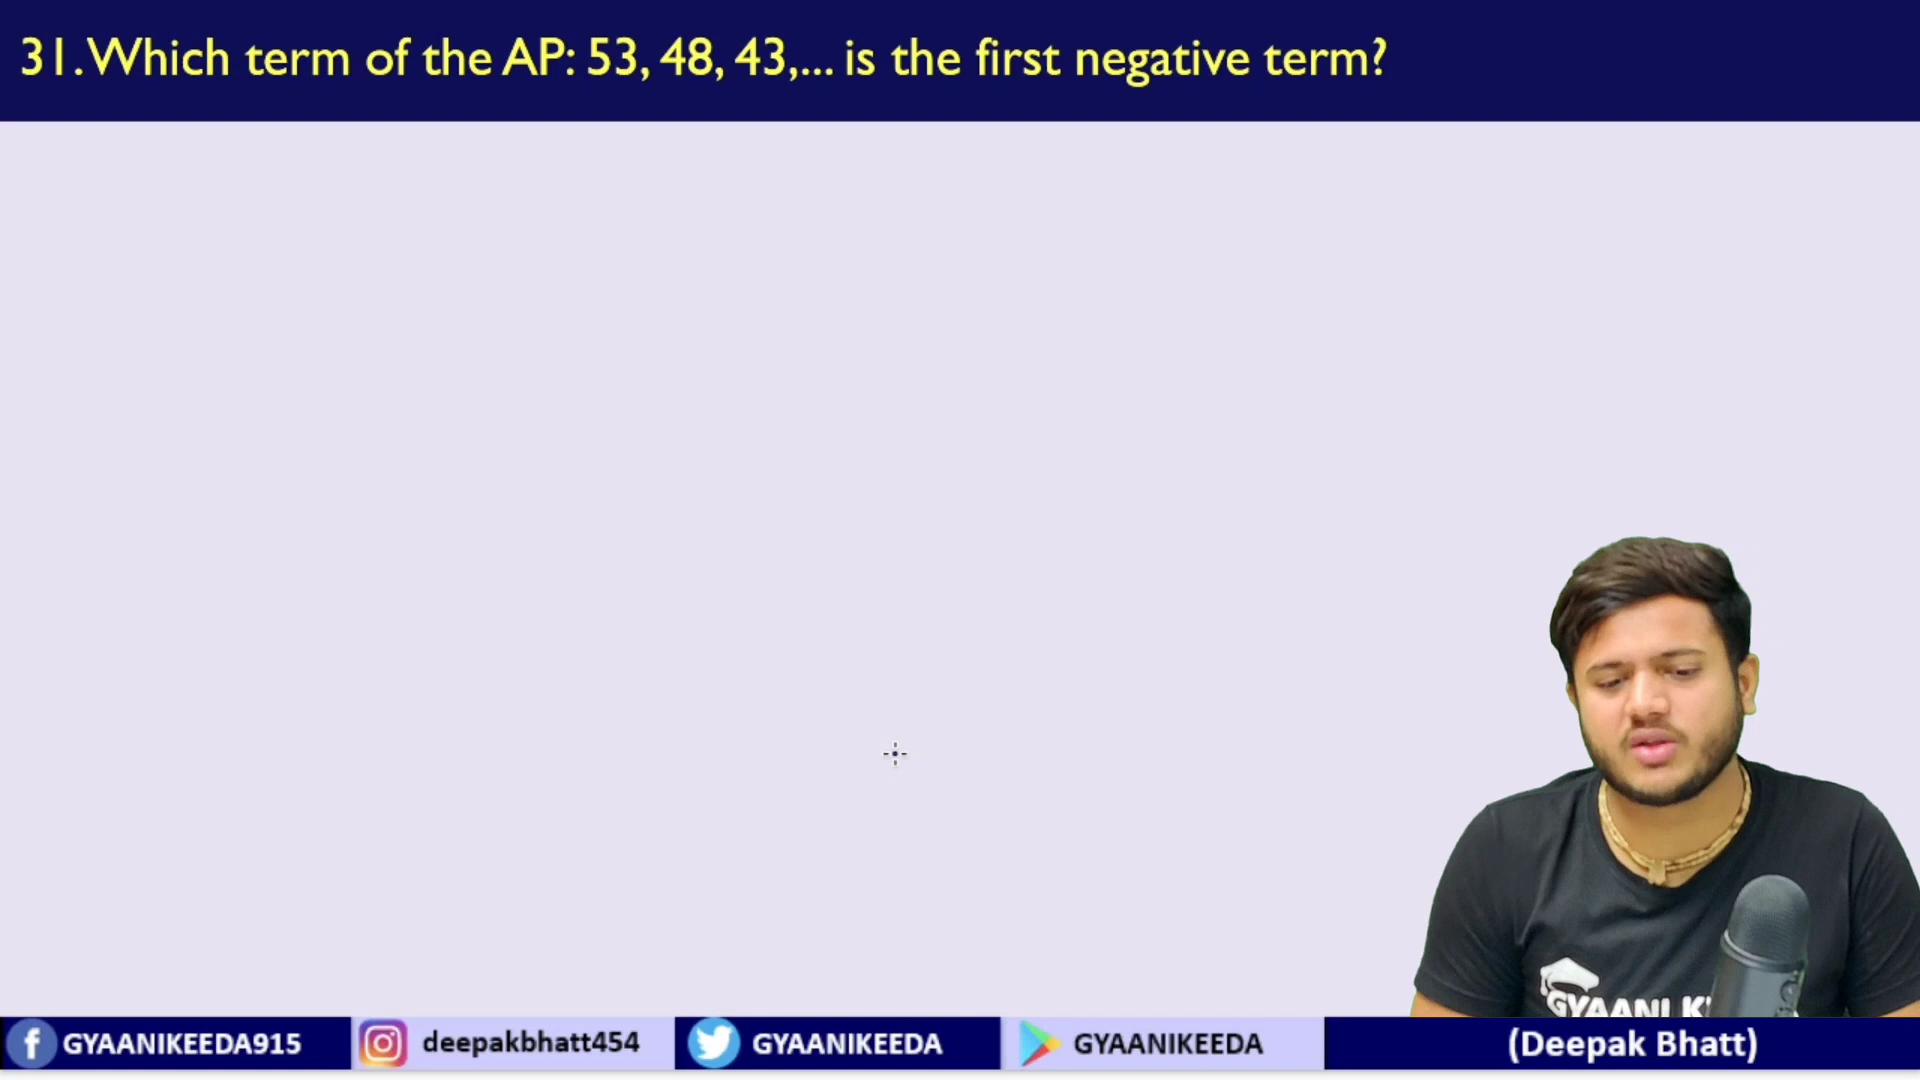 31. Which term of the AP: 53, 48, 43,... is the first negative term?
GYAANI K
GYAANIKEEDA915 deepakbhatt454 GYAANIKEEDA GYAANIKEEDA (Deepak Bhatt)